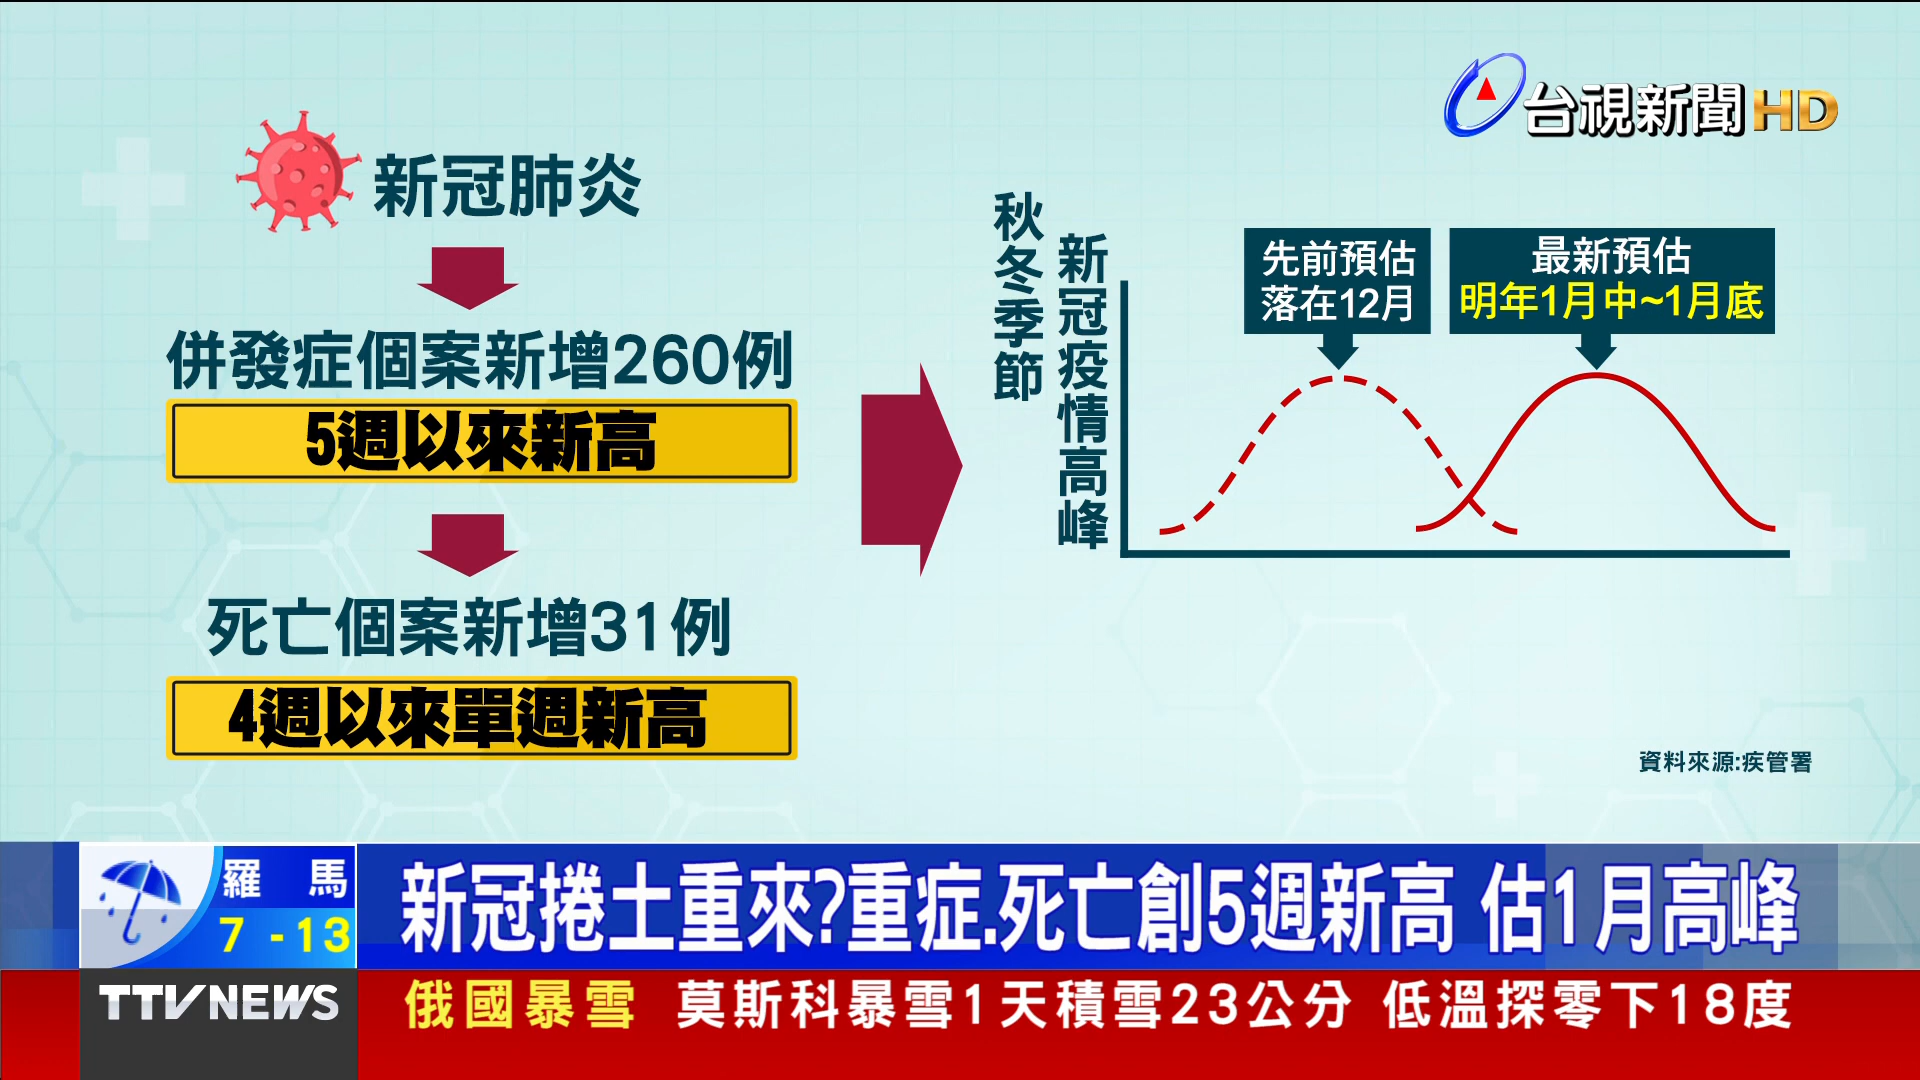 台視新聞HD
新冠肺炎
併發症個案新增260例
5週以來新高
死亡個案新增31例
4週以來單週新高
秋冬季節
新冠疫情高峰
先前預估
落在12月
最新預估
明年1月中~1月底
資料來源:疾管署
羅 馬
7 - 13
新冠捲土重來?重症.死亡創5週新高 估1月高峰
TTV NEWS
俄國暴雪 莫斯科暴雪1天積雪23公分 低溫探零下18度